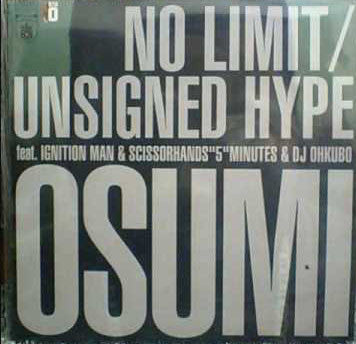 NO LIMIT/
UNSIGNED HYPE
feat. IGNITION MAN & SCISSORHANDS"5"MINUTES & DJ OHKUBO
OSUMI